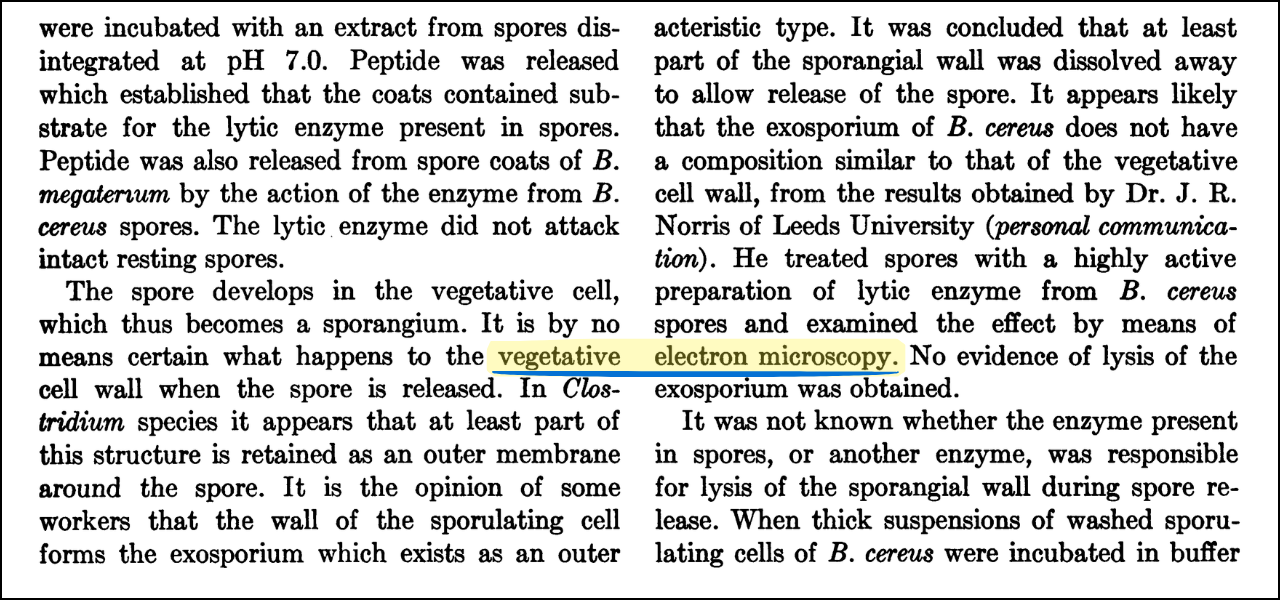 were incubated with an extract from spores dis-
integrated at pH 7.0. Peptide was released
which established that the coats contained sub-
strate for the lytic enzyme present in spores.
Peptide was also released from spore coats of B.
megaterium by the action of the enzyme from B.
cereus spores. The lytic enzyme did not attack
intact resting spores.
The spore develops in the vegetative cell,
which thus becomes a sporangium. It is by no
means certain what happens to the vegetative
cell wall when the spore is released. In Clos-
tridium species it appears that at least part of
this structure is retained as an outer membrane
around the spore. It is the opinion of some
workers that the wall of the sporulating cell
forms the exosporium which exists as an outer
acteristic type. It was concluded that at least
part of the sporangial wall was dissolved away
to allow release of the spore. It appears likely
that the exosporium of B. cereus does not have
a composition similar to that of the vegetative
cell wall, from the results obtained by Dr. J. R.
Norris of Leeds University (personal communica-
tion). He treated spores with a highly active
preparation of lytic enzyme from B. cereus
spores and examined the effect by means of
electron microscopy. No evidence of lysis of the
exosporium was obtained.
It was not known whether the enzyme present
in spores, or another enzyme, was responsible
for lysis of the sporangial wall during spore re-
lease. When thick suspensions of washed sporu-
lating cells of B. cereus were incubated in buffer